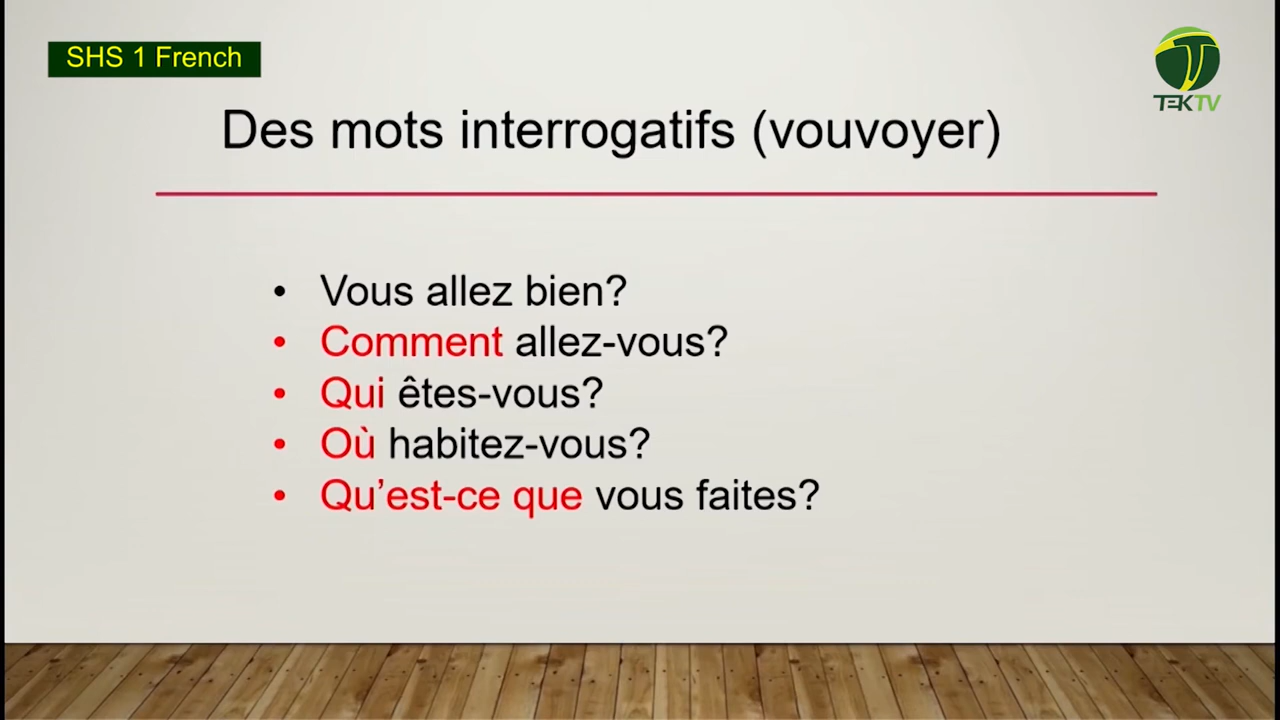 SHS 1 French
TEKTV
Des mots interrogatifs (vouvoyer)
• Vous allez bien?
• Comment allez-vous?
• Qui êtes-vous?
• Où habitez-vous?
• Qu’est-ce que vous faites?